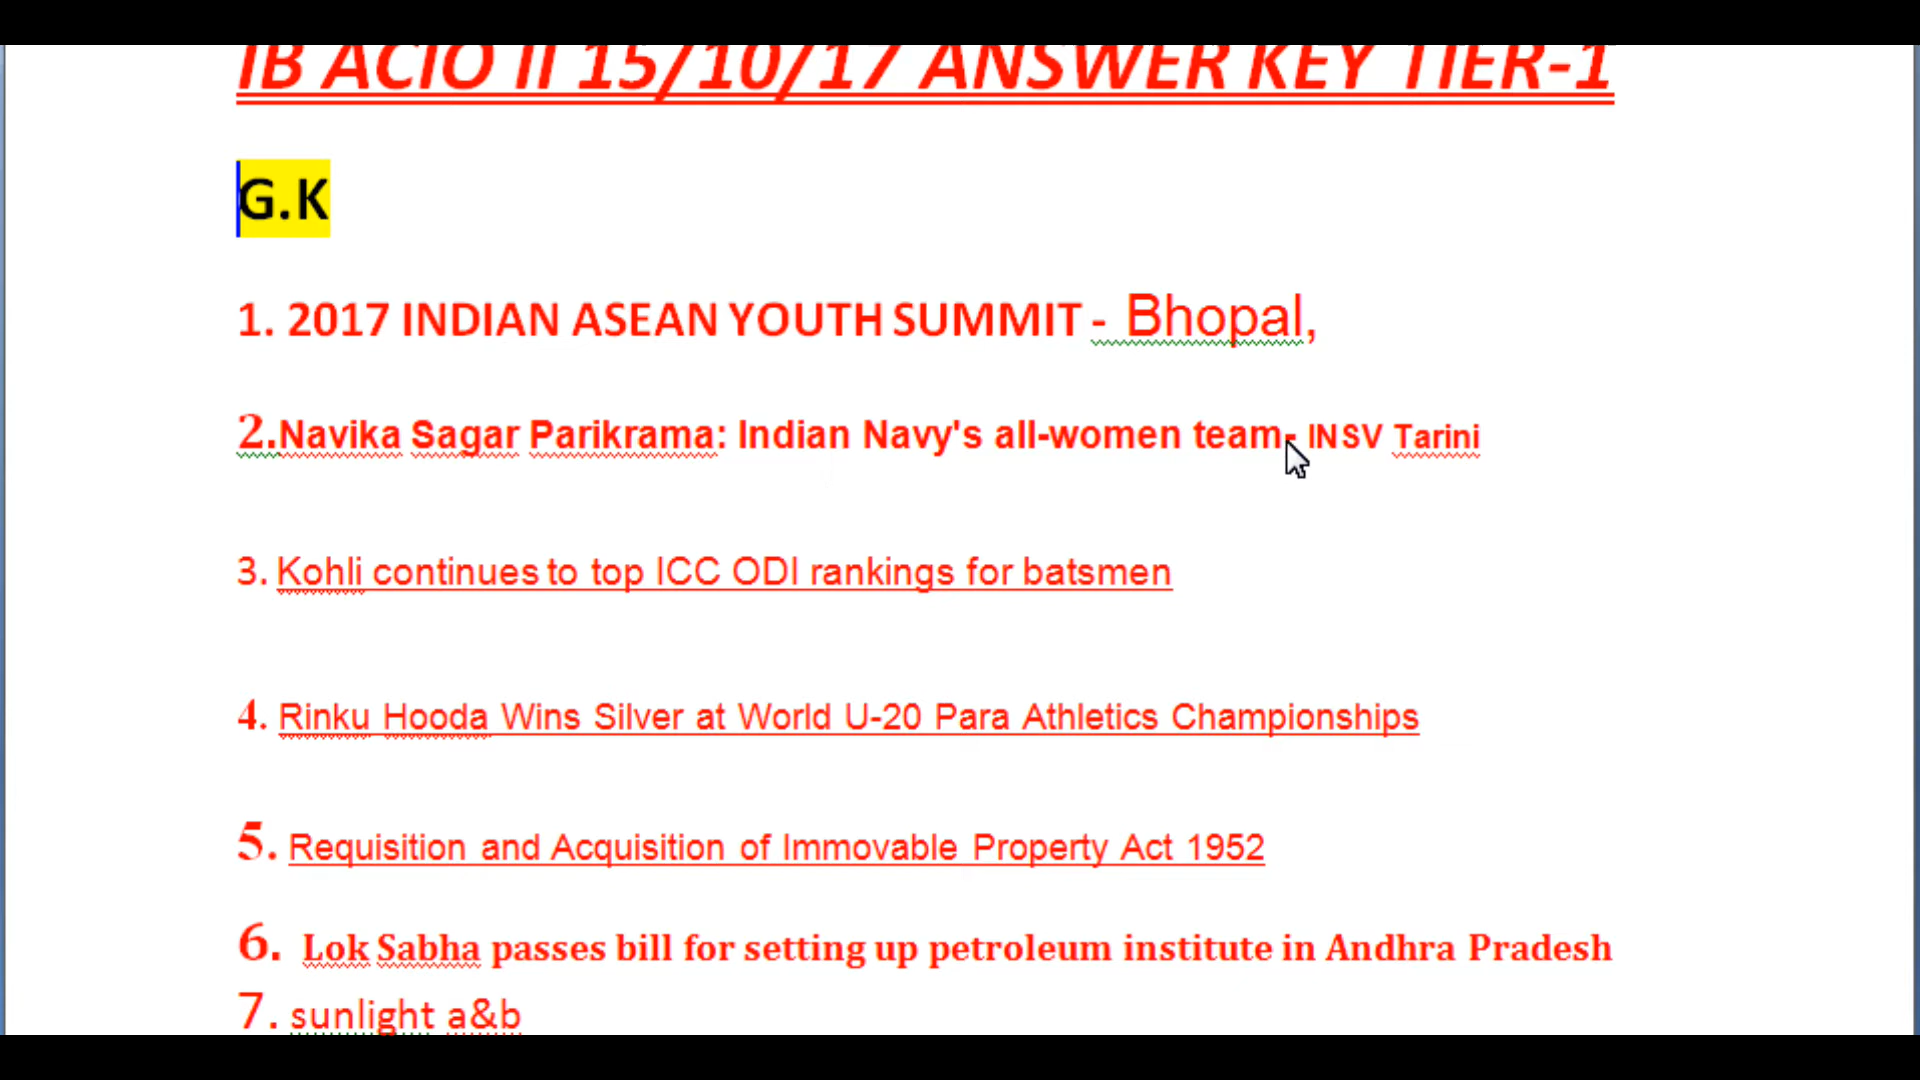 IB ACIO II 15/10/17 ANSWER KEY TIER-1
G.K
1. 2017 INDIAN ASEAN YOUTH SUMMIT - Bhopal,
2.Navika Sagar Parikrama: Indian Navy's all-women team- INSV Tarini
3. Kohli continues to top ICC ODI rankings for batsmen
4. Rinku Hooda Wins Silver at World U-20 Para Athletics Championships
5. Requisition and Acquisition of Immovable Property Act 1952
6. Lok Sabha passes bill for setting up petroleum institute in Andhra Pradesh
7. sunlight a&b